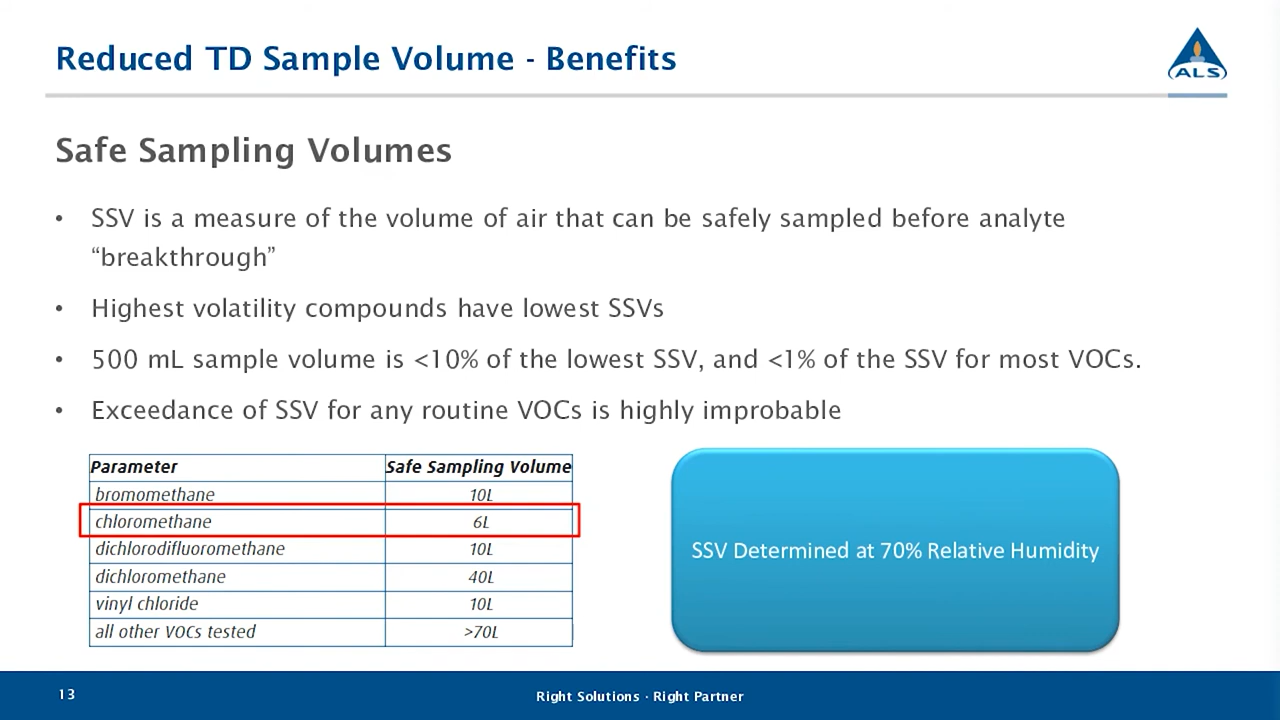 Reduced TD Sample Volume - Benefits
ALS
Safe Sampling Volumes
• SSV is a measure of the volume of air that can be safely sampled before analyte
“breakthrough”
• Highest volatility compounds have lowest SSVs
• 500 mL sample volume is <10% of the lowest SSV, and <1% of the SSV for most VOCs.
• Exceedance of SSV for any routine VOCs is highly improbable
Parameter Safe Sampling Volume
bromomethane 10L
chloromethane 6L
dichlorodifluoromethane 10L
dichloromethane 40L
vinyl chloride 10L
all other VOCs tested >70L
SSV Determined at 70% Relative Humidity
13
Right Solutions · Right Partner